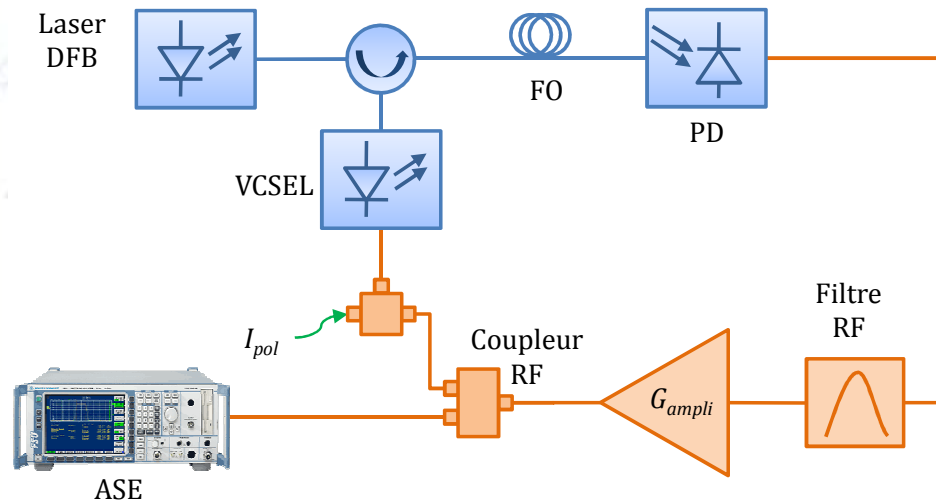 Laser
DFB
FO
PD
VCSEL
Filtre
RF
I_pol
Coupleur
RF
G_ampli
ASE